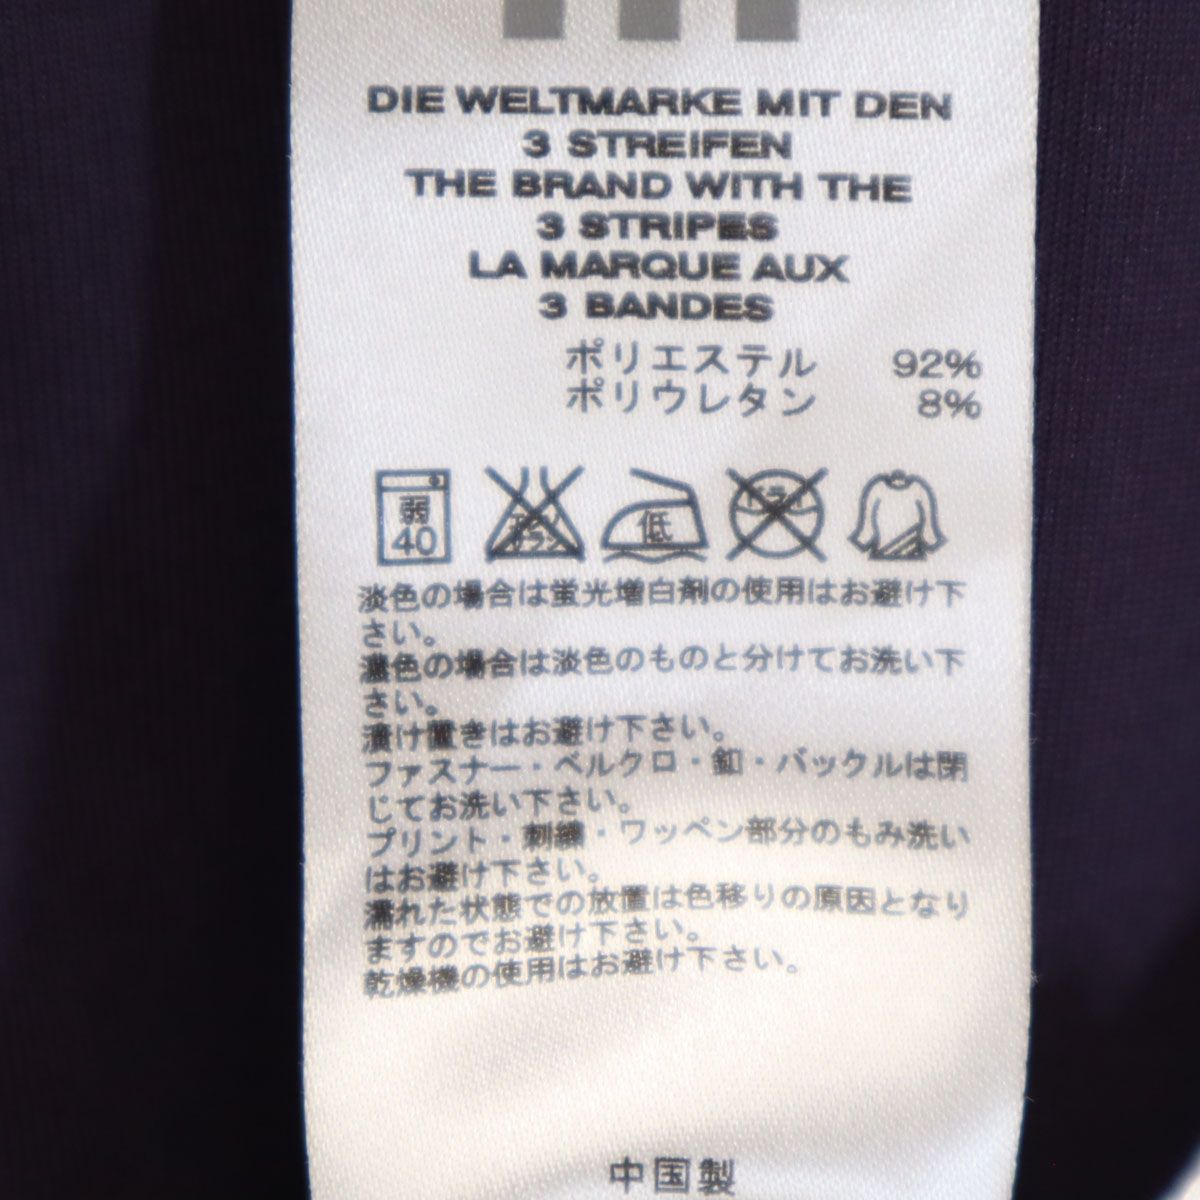 DIE WELTMARKE MIT DEN
3 STREIFEN
THE BRAND WITH THE
3 STRIPES
LA MARQUE AUX
3 BANDES
ポリエステル 92%
ポリウレタン 8%
弱 40 エンソ サラシ 低 ドライ
淡色の場合は蛍光増白剤の使用はお避け下
さい。
濃色の場合は淡色のものと分けてお洗い下
さい。
漬け置きはお避け下さい。
ファスナー・ベルクロ・釦・バックルは閉
じてお洗い下さい。
プリント・刺繍・ワッペン部分のもみ洗い
はお避け下さい。
濡れた状態での放置は色移りの原因となり
ますのでお避け下さい。
乾燥機の使用はお避け下さい。
中国製